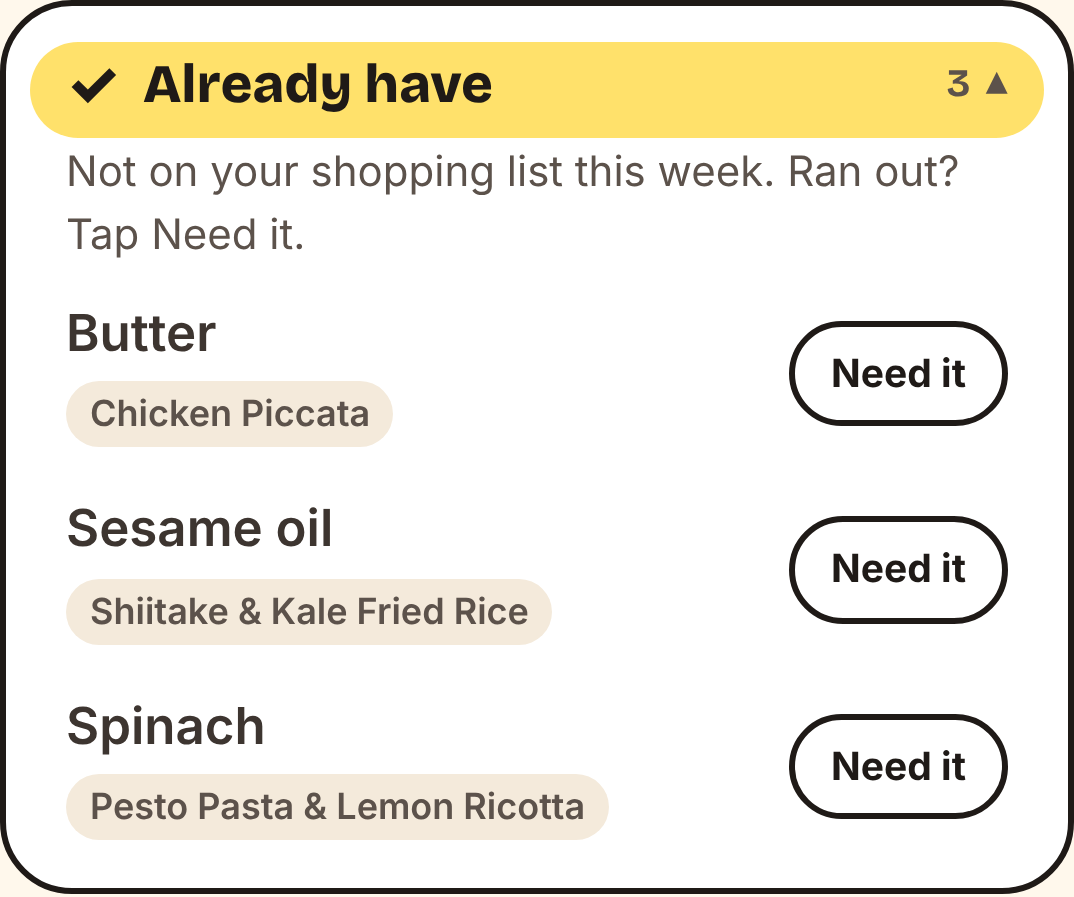 ✓ Already have 3 ▲
Not on your shopping list this week. Ran out?
Tap Need it.
Butter
Need it
Chicken Piccata
Sesame oil
Need it
Shiitake & Kale Fried Rice
Spinach
Need it
Pesto Pasta & Lemon Ricotta